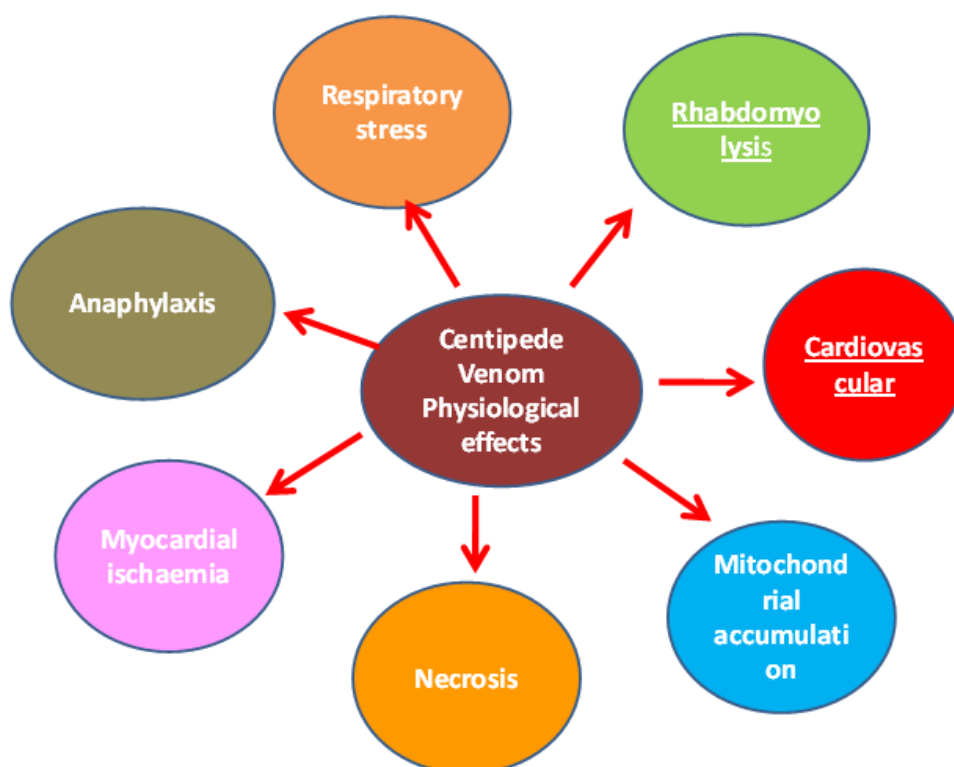 Respiratory
stress
Rhabdomyo
lysis
Anaphylaxis
Centipede
Venom
Physiological
effects
Cardiovas
cular
Myocardial
ischaemia
Mitochond
rial
accumulati
on
Necrosis